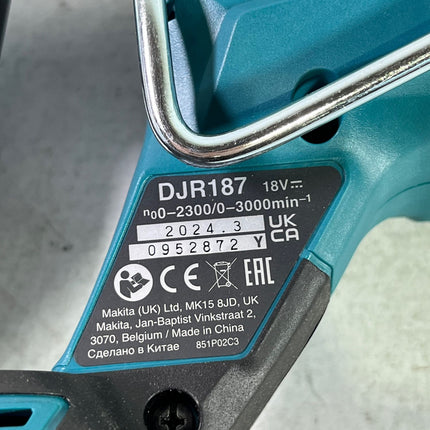 DJR187 18V
n₀0-2300/0-3000min⁻¹
2024.3
0952872 Y
UK
CA
CE EAC
Makita (UK) Ltd, MK15 8JD, UK
Makita, Jan-Baptist Vinkstraat 2,
3070, Belgium / Made in China
Сделано в Китае 851P02C3